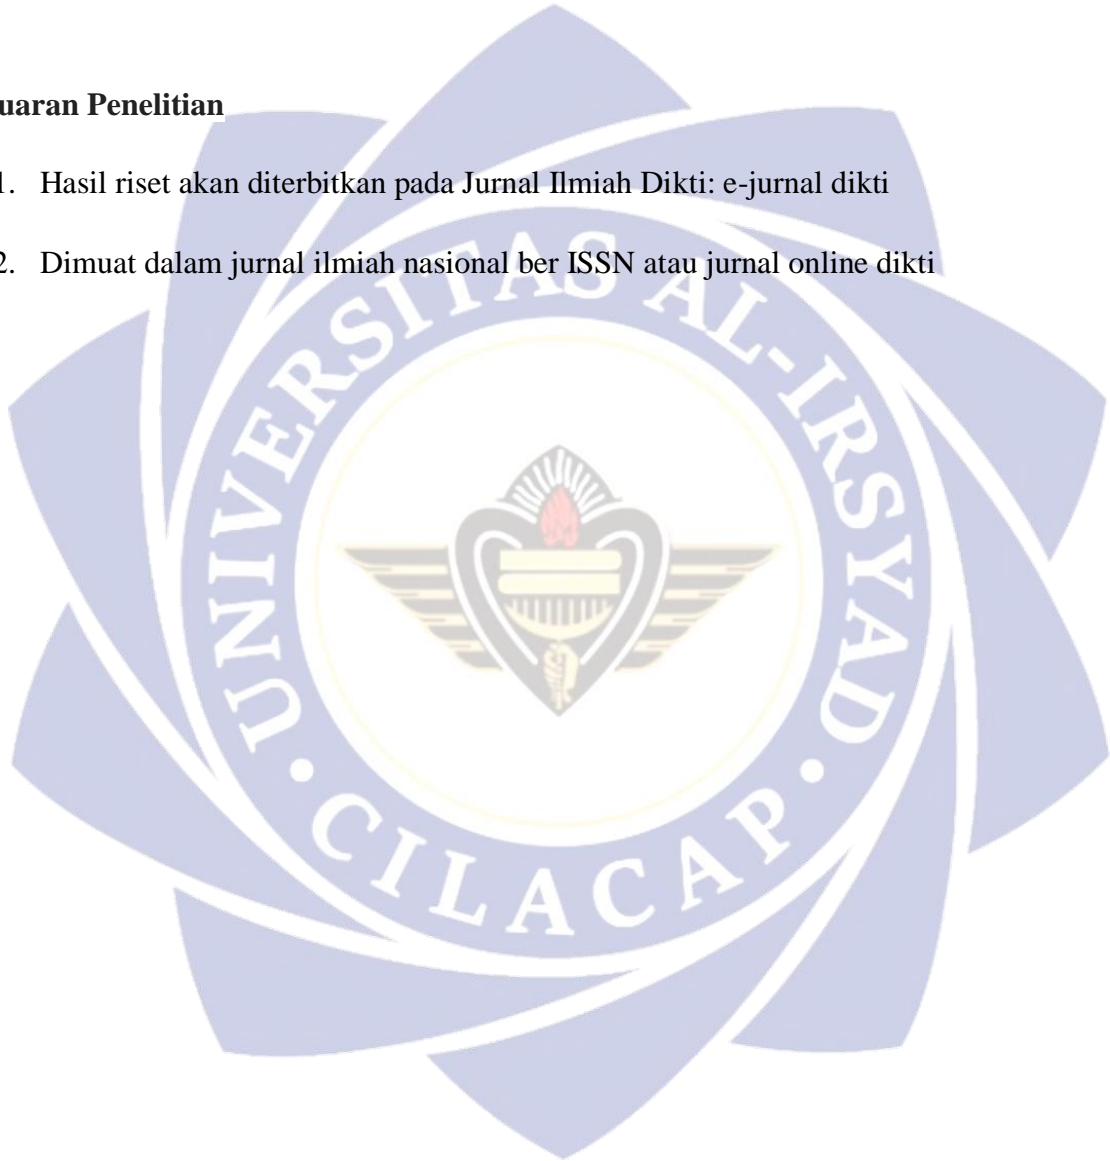 uaran Penelitian
1. Hasil riset akan diterbitkan pada Jurnal Ilmiah Dikti: e-jurnal dikti
2. Dimuat dalam jurnal ilmiah nasional ber ISSN atau jurnal online dikti
UNIVERSITAS AL-IRSYAD
CILACAP